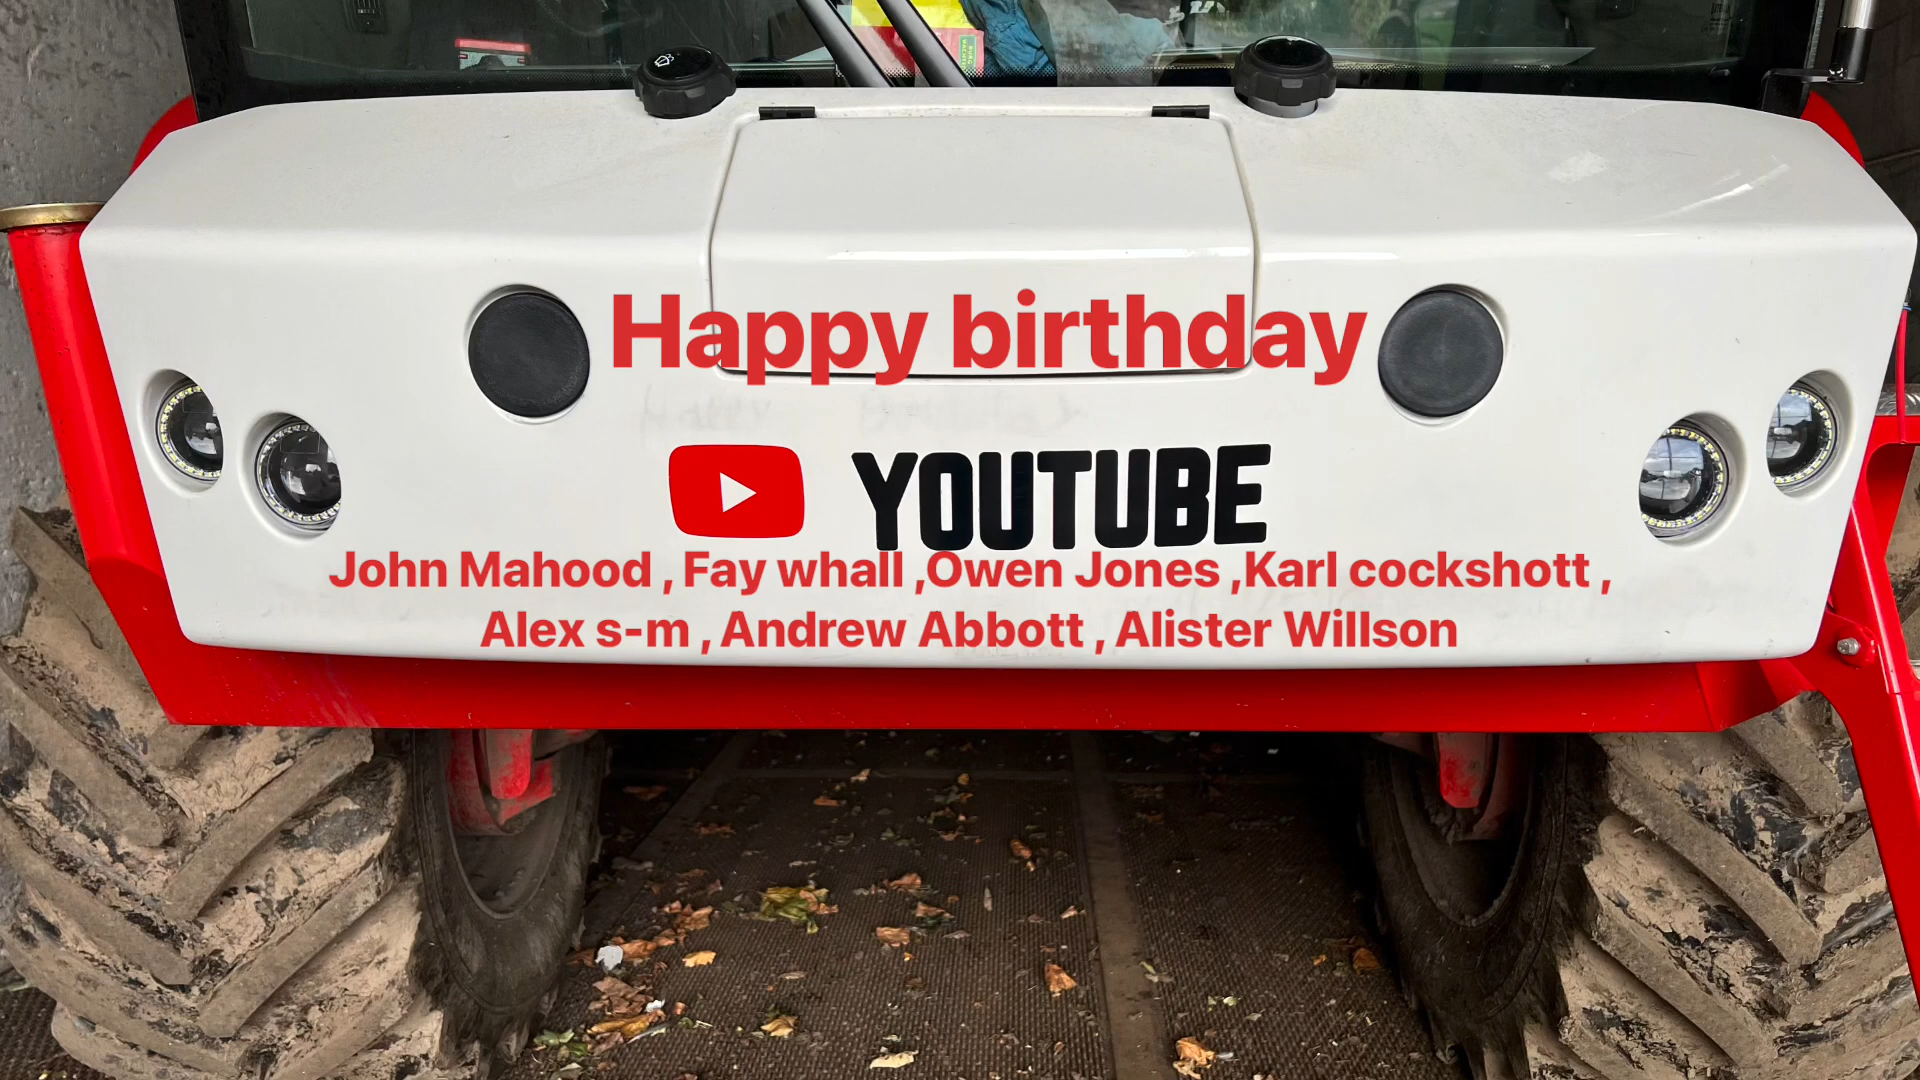 Happy birthday
YOUTUBE
John Mahood , Fay whall ,Owen Jones ,Karl cockshott ,
Alex s-m , Andrew Abbott , Alister Willson